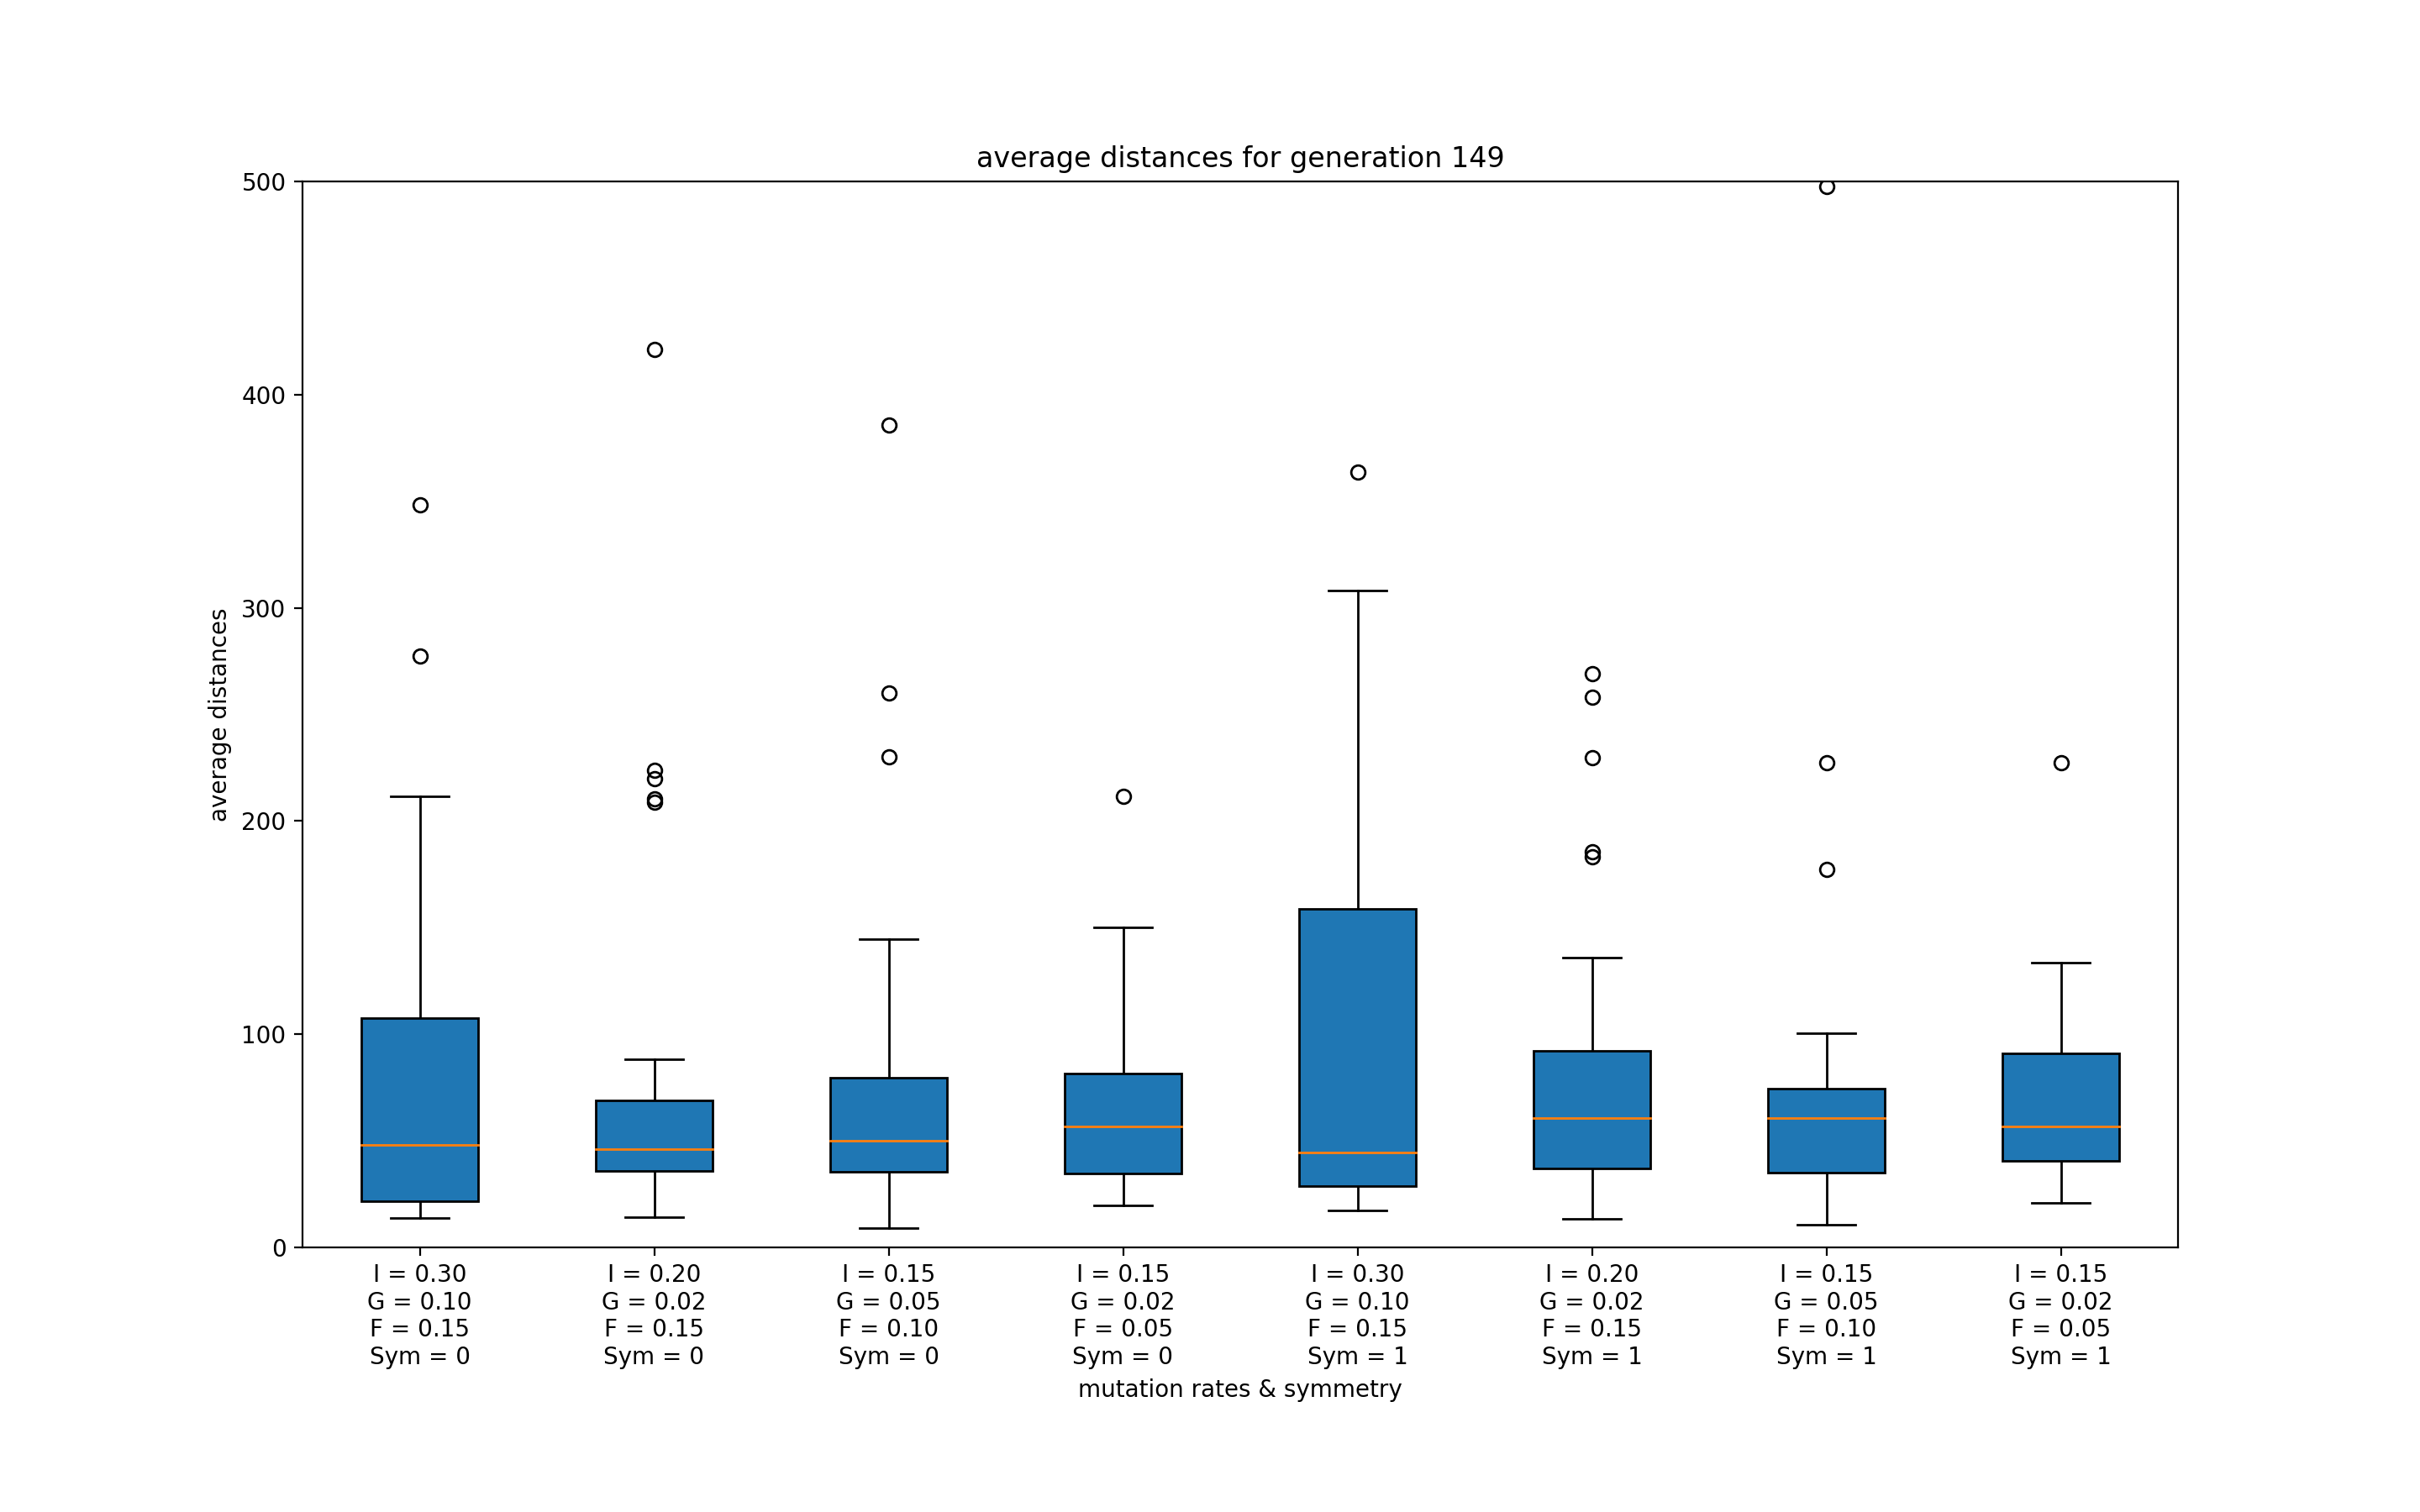 average distances for generation 149
500
400
300
200
100
0
average distances
I = 0.30
G = 0.10
F = 0.15
Sym = 0
I = 0.20
G = 0.02
F = 0.15
Sym = 0
I = 0.15
G = 0.05
F = 0.10
Sym = 0
I = 0.15
G = 0.02
F = 0.05
Sym = 0
I = 0.30
G = 0.10
F = 0.15
Sym = 1
I = 0.20
G = 0.02
F = 0.15
Sym = 1
I = 0.15
G = 0.05
F = 0.10
Sym = 1
I = 0.15
G = 0.02
F = 0.05
Sym = 1
mutation rates & symmetry